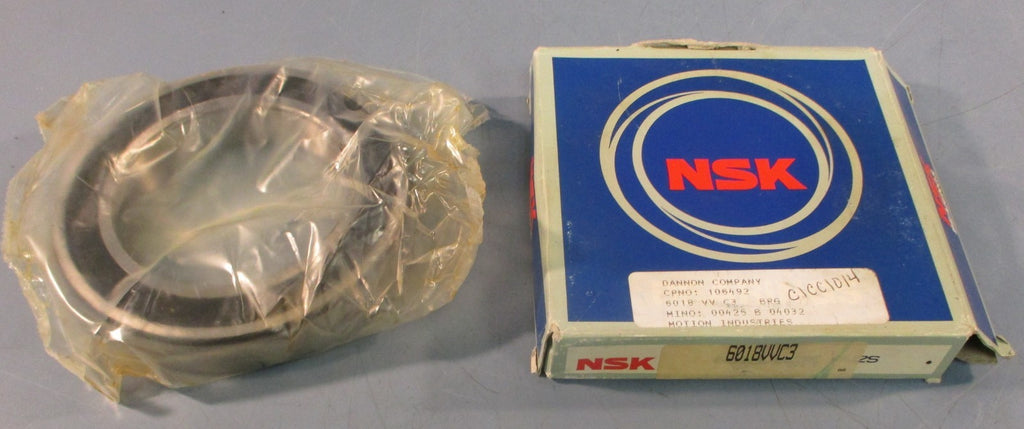 NSK
DANNON COMPANY
CPNO: 106492
6018 VV C3 BRG
C1CC1014
MINO: 00425 B 04032
MOTION INDUSTRIES
NSK
6018VVC3
2S